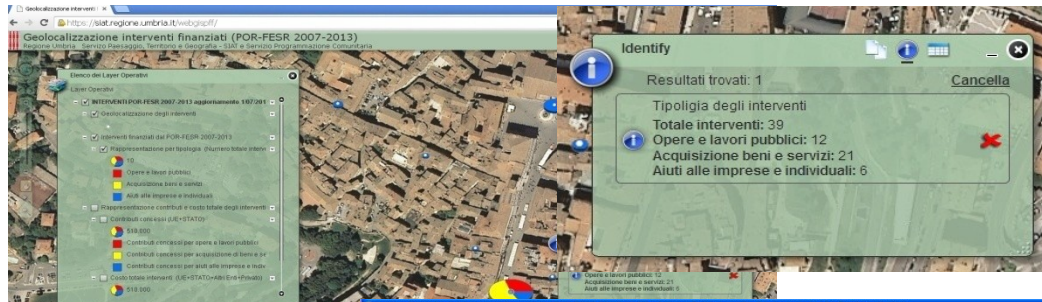 Geolocalizzazione interventi
https://siat.regione.umbria.it/webgispff/
Geolocalizzazione interventi finanziati (POR-FESR 2007-2013)
Regione Umbria Servizio Paesaggio, Territorio e Geografia - SIAT e Servizio Programmazione Comunitaria
Elenco dei Layer Operativi
Layer Operativi
INTERVENTI POR-FESR 2007-2013 aggiornamento 1/07/201
Geolocalizzazione degli interventi
Interventi finanziati dal POR-FESR 2007-2013
Rappresentazione per tipologia (Numero totale interv
10
Opere e lavori pubblici
Acquisizione beni e servizi
Aiuti alle imprese e individuali
Rappresentazione contributi e costo totale degli interventi
Contributi concessi (UE+STATO)
510.000
Contributi concessi per opere e lavori pubblici
Contributi concessi per acquisizione di beni e se
Contributi concessi per aiuti alle imprese e indiv
Costo totale interventi (UE+STATO+Altri Enti+Privato)
510.000
Identify
Resultati trovati: 1
Cancella
Tipoligia degli interventi
Totale interventi: 39
Opere e lavori pubblici: 12
Acquisizione beni e servizi: 21
Aiuti alle imprese e individuali: 6
Opere e lavori pubblici: 12
Acquisizione beni e servizi: 21
Aiuti alle imprese e individuali: 6